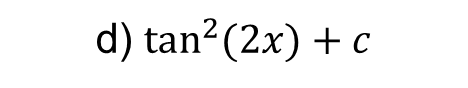 d) tan²(2x) + c